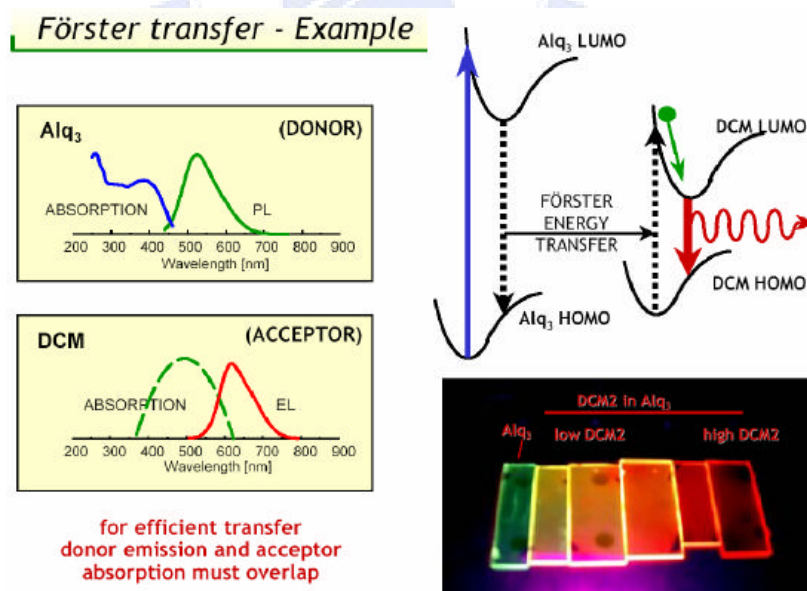 Förster transfer - Example
Alq₃ (DONOR)
ABSORPTION PL
200 300 400 500 600 700 800 900
Wavelength [nm]
DCM (ACCEPTOR)
ABSORPTION EL
200 300 400 500 600 700 800 900
Wavelength [nm]
for efficient transfer
donor emission and acceptor
absorption must overlap
Alq₃ LUMO
DCM LUMO
FÖRSTER
ENERGY
TRANSFER
DCM HOMO
Alq₃ HOMO
DCM2 in Alq₃
Alq₃ low DCM2 high DCM2